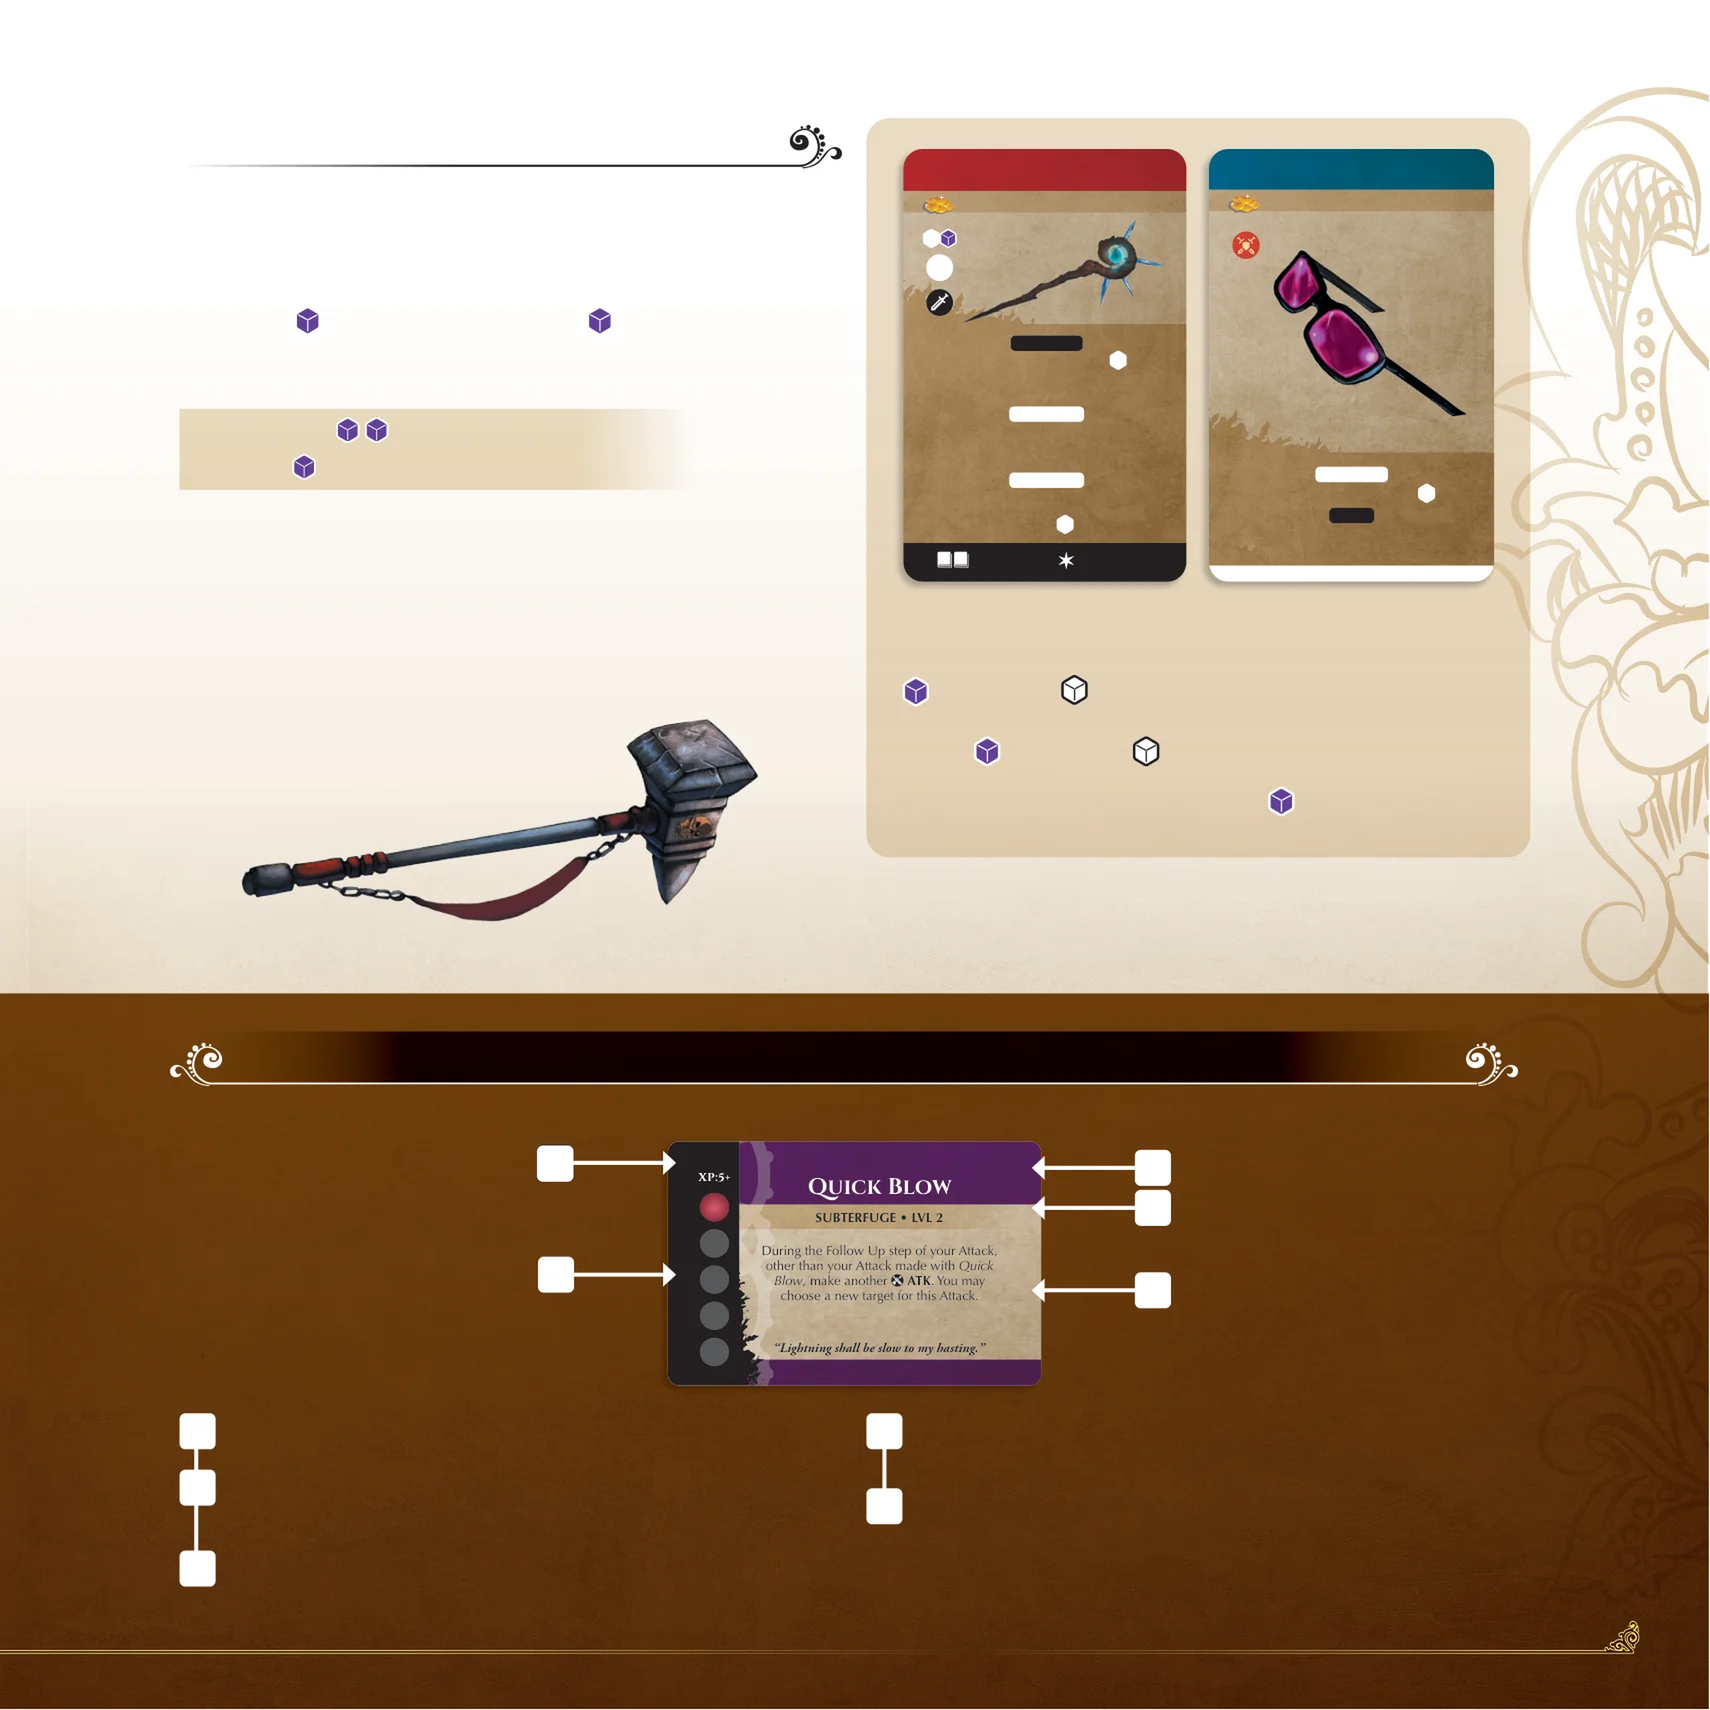 XP:5+
QUICK BLOW
SUBTERFUGE • LVL 2
During the Follow Up step of your Attack,
other than your Attack made with Quick
Blow, make another ATK. You may
choose a new target for this Attack.
“Lightning shall be slow to my hasting.”